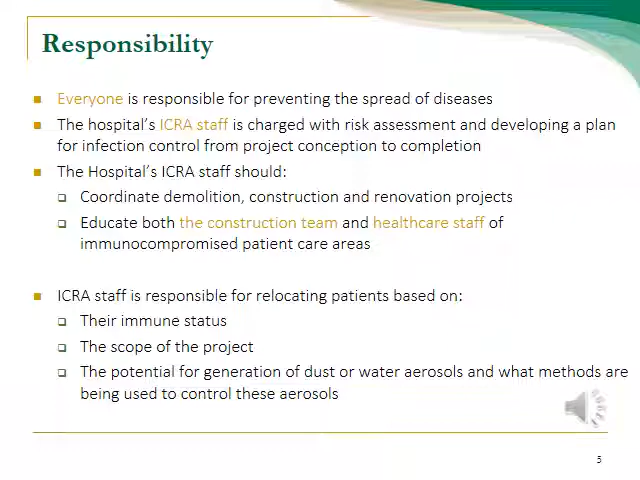 Responsibility
Everyone is responsible for preventing the spread of diseases
The hospital's ICRA staff is charged with risk assessment and developing a plan
for infection control from project conception to completion
The Hospital's ICRA staff should:
Coordinate demolition, construction and renovation projects
Educate both the construction team and healthcare staff of
immunocompromised patient care areas
ICRA staff is responsible for relocating patients based on:
Their immune status
The scope of the project
The potential for generation of dust or water aerosols and what methods are
being used to control these aerosols
5